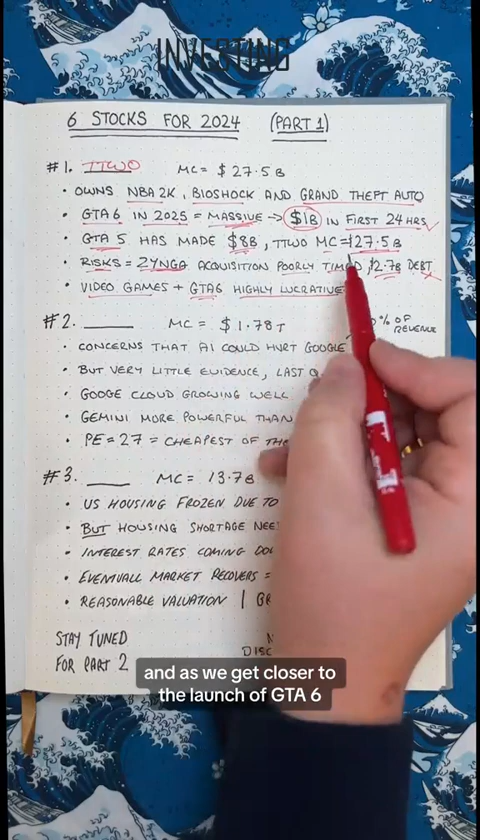 INVESTING
6 STOCKS FOR 2024 (PART 1)
#1. TTWO MC = $27.5B
• OWNS NBA 2K, BIOSHOCK AND GRAND THEFT AUTO
• GTA 6 IN 2025 = MASSIVE → $1B IN FIRST 24HRS
• GTA 5 HAS MADE $8B, TTWO MC = $27.5B
• RISKS = ZYNGA ACQUISITION POORLY TIMED, $2.7B DEBT
• VIDEO GAMES + GTA6 HIGHLY LUCRATIVE
#2. ______ MC = $1.78T % OF REVENUE
• CONCERNS THAT AI COULD HURT GOOGLE
• BUT VERY LITTLE EVIDENCE, LAST
• GOOGE CLOUD GROWING WELL
• GEMINI MORE POWERFUL THAN
• PE = 27 = CHEAPEST OF THE
#3. ____ MC = 13.7B
• US HOUSING FROZEN DUE TO
• BUT HOUSING SHORTAGE
• INTEREST RATES COMING
• EVENTUALL MARKET RECOVERS =
• REASONABLE VALUATION |
STAY TUNED
FOR PART 2
and as we get closer to
the launch of GTA 6